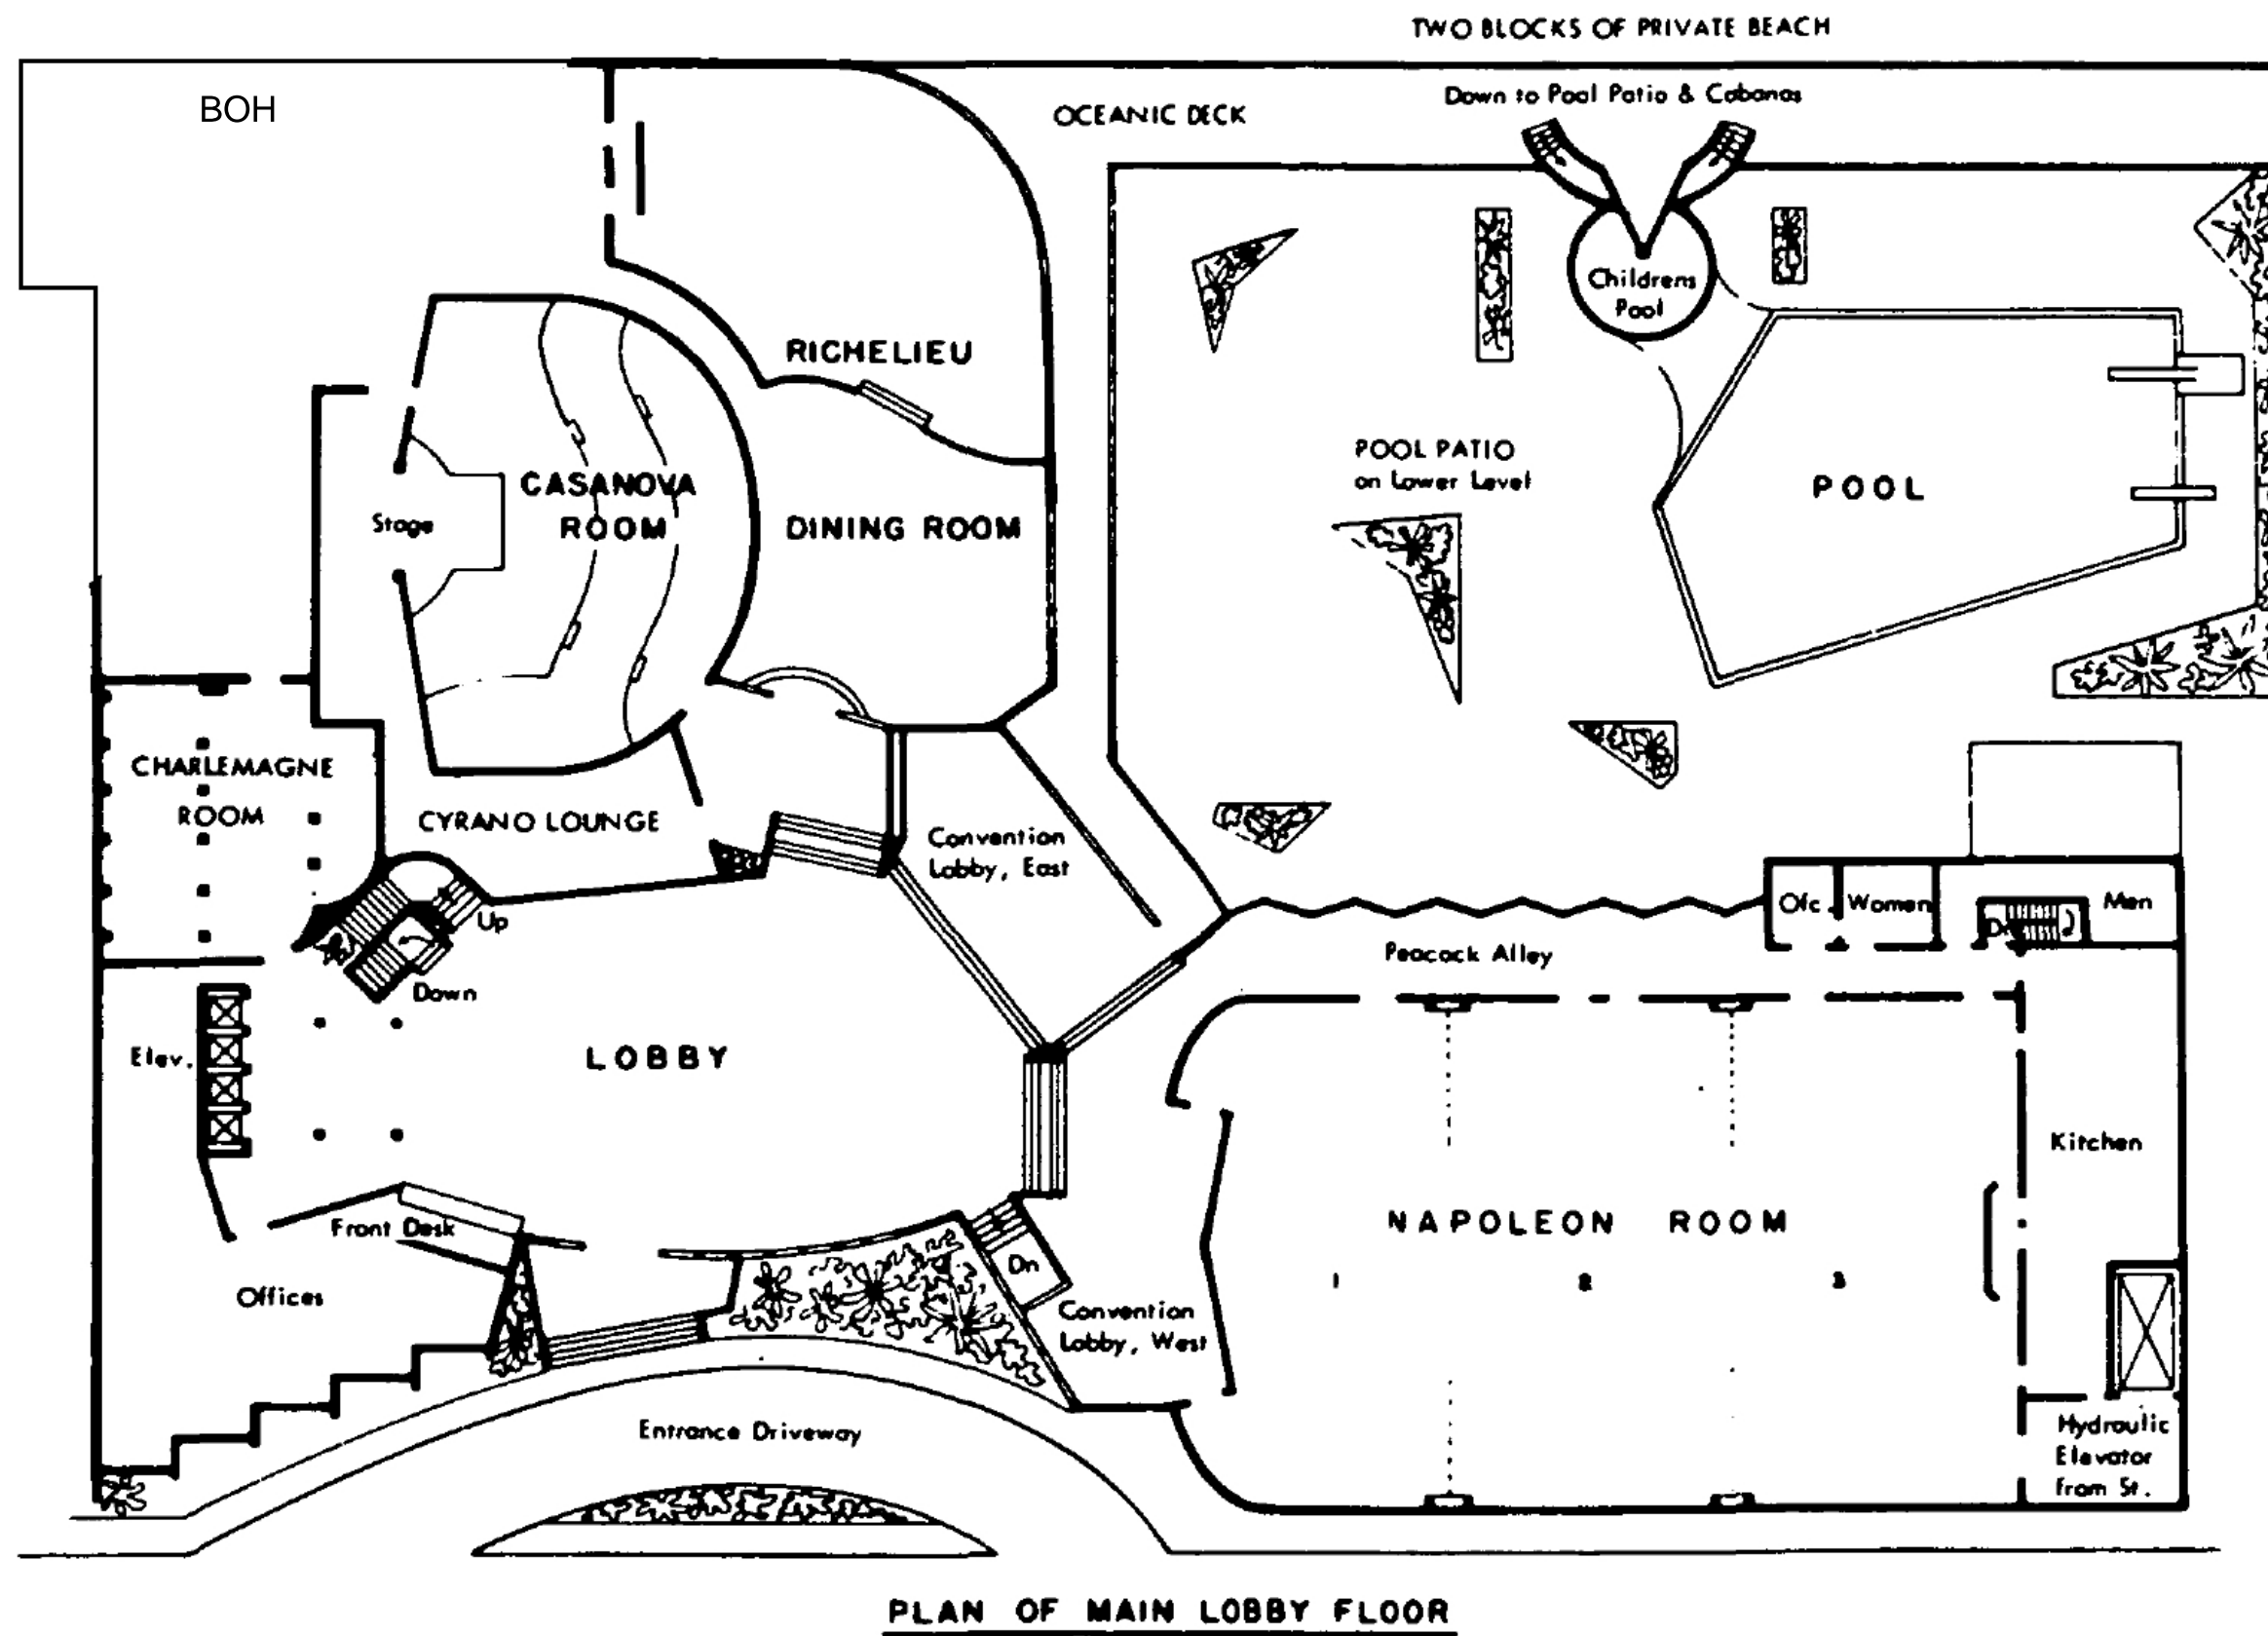 TWO BLOCKS OF PRIVATE BEACH
BOH
OCEANIC DECK
Down to Pool Patio & Cabanas
Childrens
Pool
RICHELIEU
DINING ROOM
CASANOVA
ROOM
Stage
POOL PATIO
on Lower Level
POOL
CHARLEMAGNE
ROOM
CYRANO LOUNGE
Convention
Lobby, East
Up
Down
Elev.
LOBBY
Peacock Alley
Ofc.
Women
Dn
Men
Kitchen
NAPOLEON ROOM
1 2 3
Front Desk
Offices
Dn
Convention
Lobby, West
Entrance Driveway
Hydraulic
Elevator
from St.
PLAN OF MAIN LOBBY FLOOR